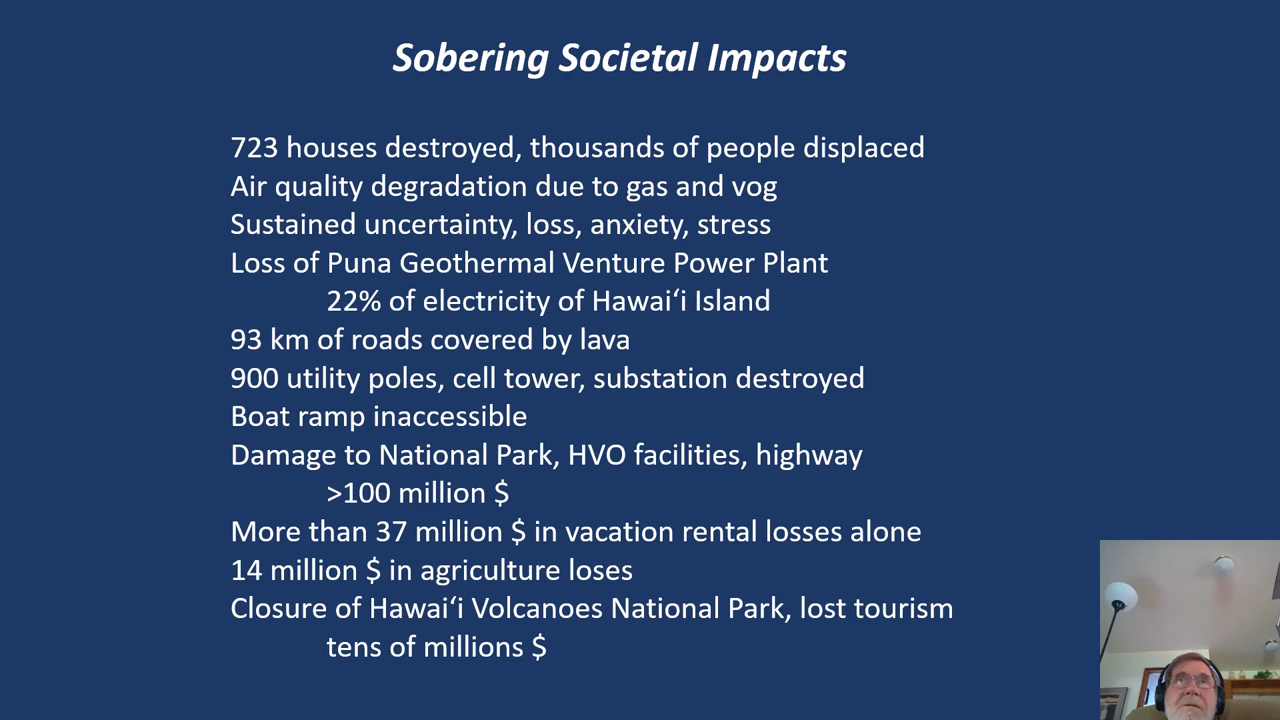 Sobering Societal Impacts
723 houses destroyed, thousands of people displaced
Air quality degradation due to gas and vog
Sustained uncertainty, loss, anxiety, stress
Loss of Puna Geothermal Venture Power Plant
22% of electricity of Hawai‘i Island
93 km of roads covered by lava
900 utility poles, cell tower, substation destroyed
Boat ramp inaccessible
Damage to National Park, HVO facilities, highway
>100 million $
More than 37 million $ in vacation rental losses alone
14 million $ in agriculture loses
Closure of Hawai‘i Volcanoes National Park, lost tourism
tens of millions $